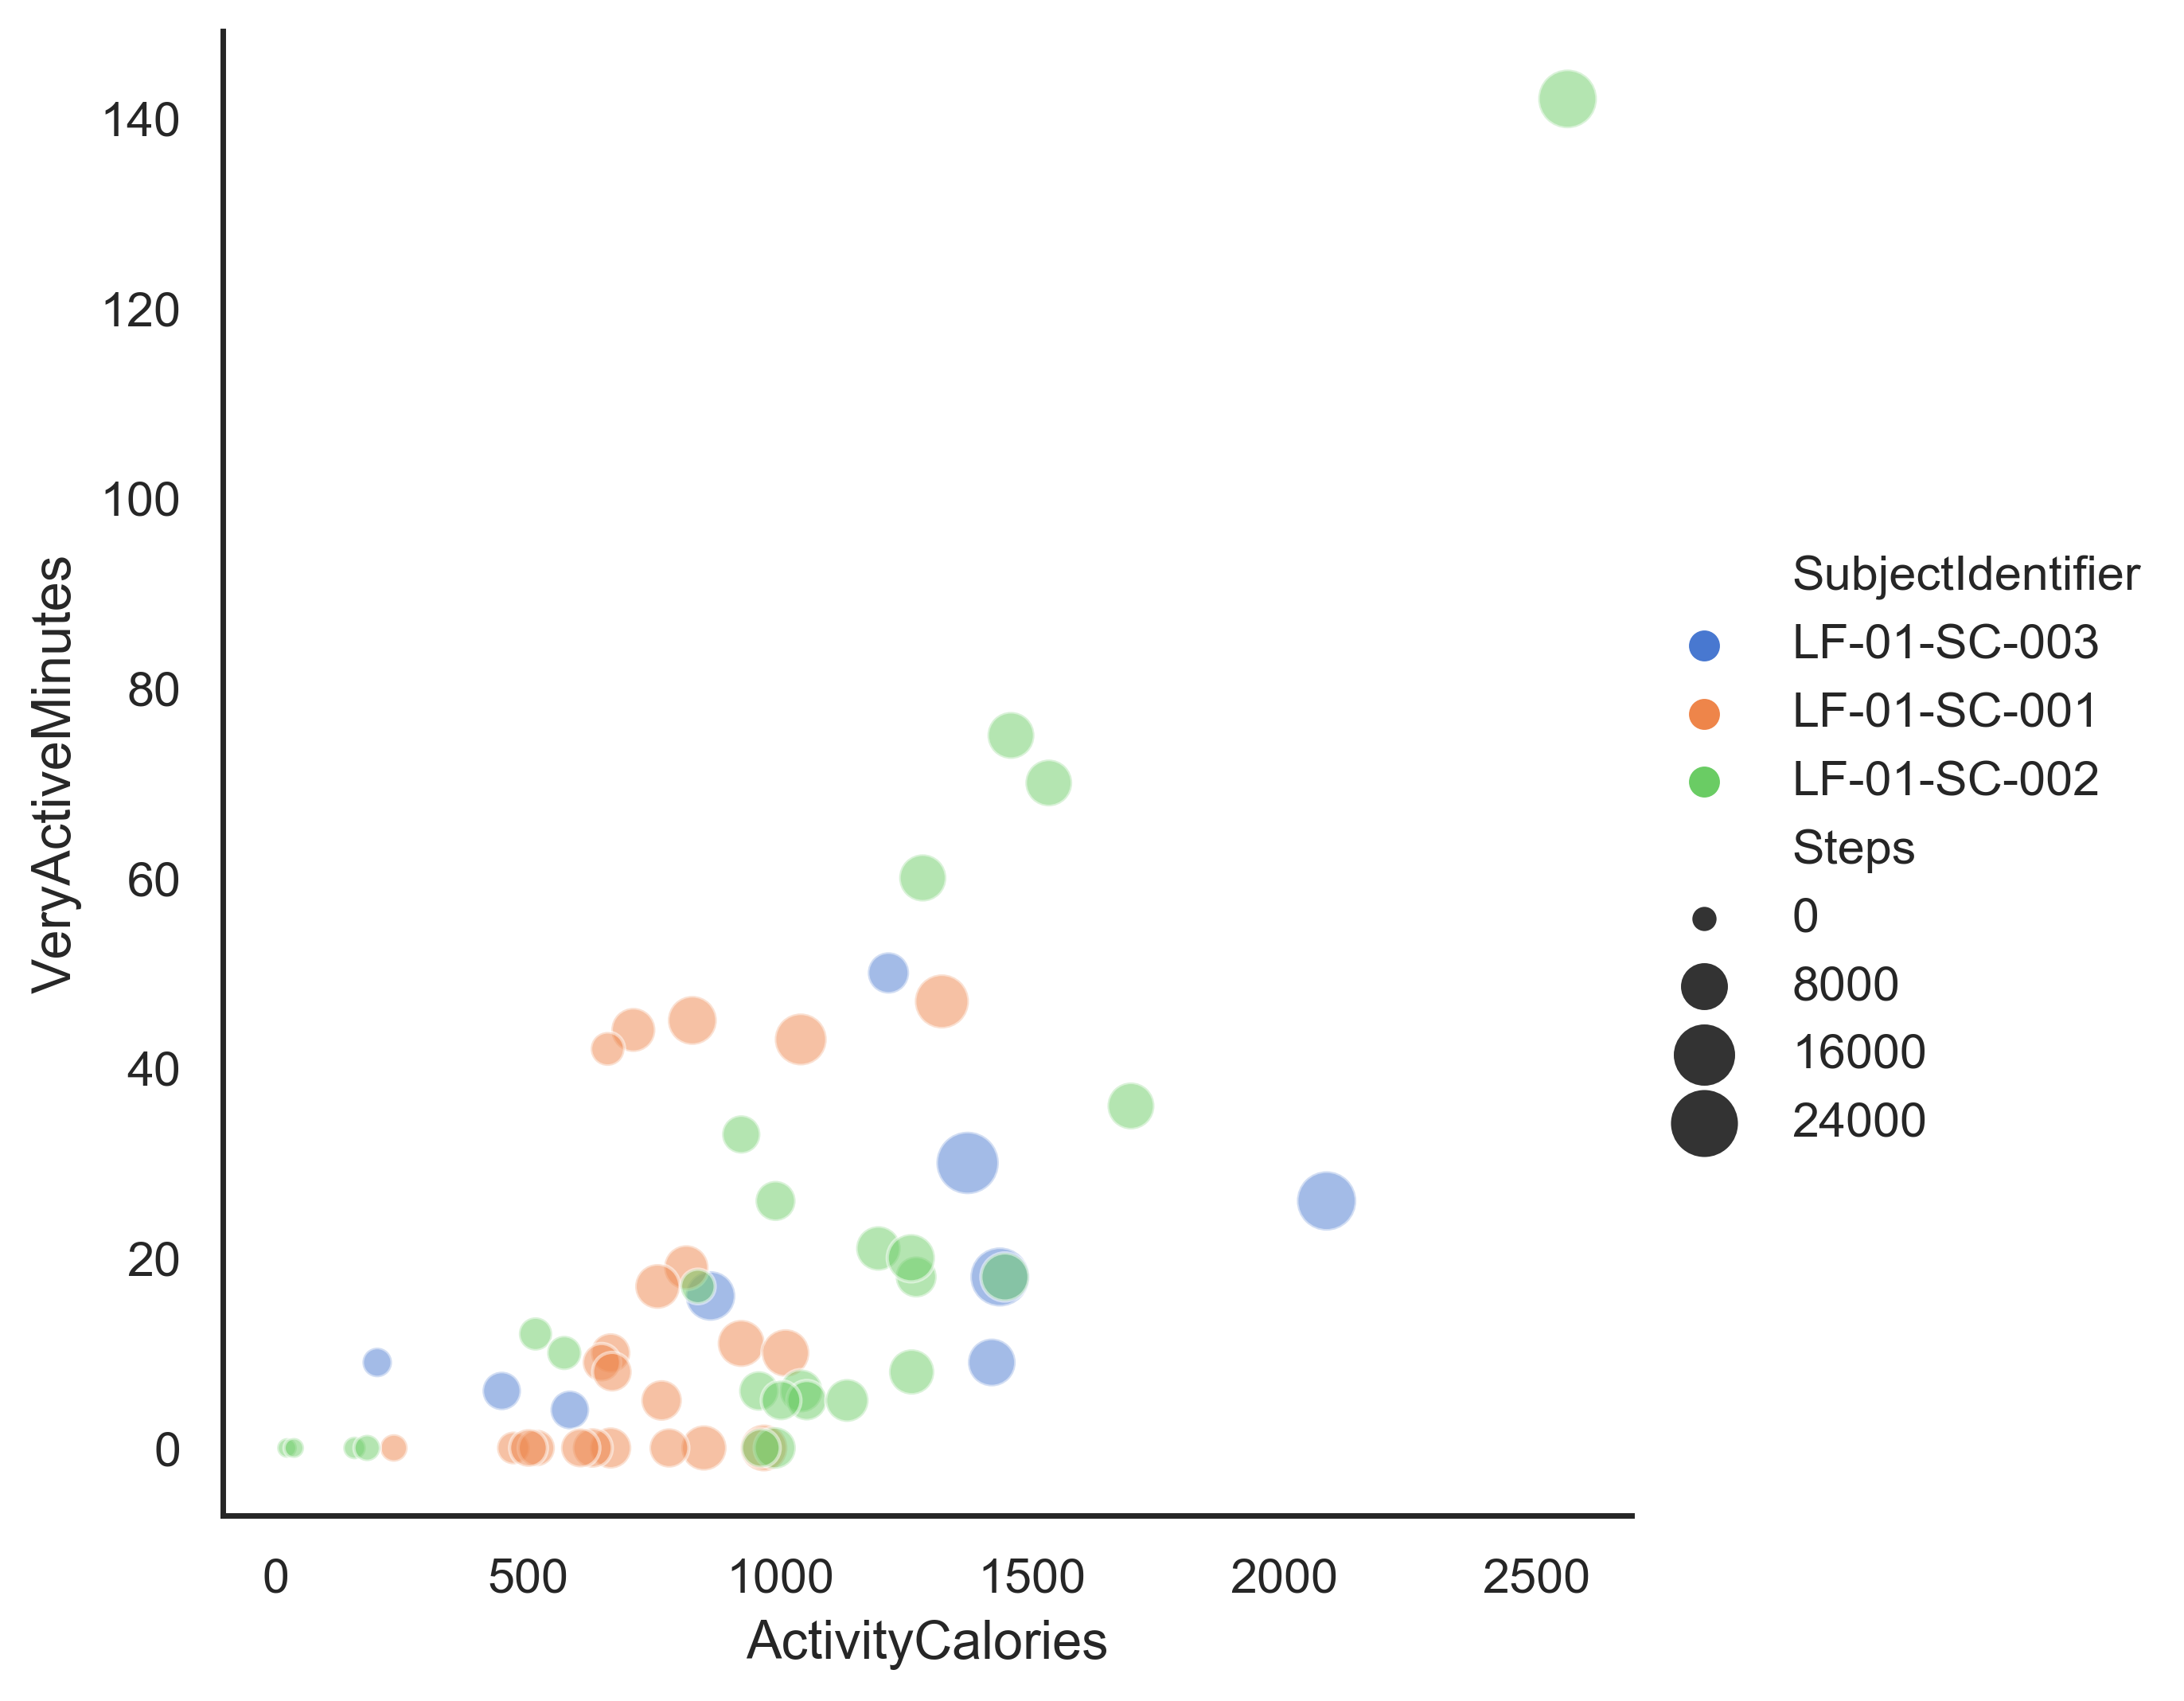 140
120
100
80
60
40
20
0
VeryActiveMinutes
0 500 1000 1500 2000 2500
ActivityCalories
SubjectIdentifier
LF-01-SC-003
LF-01-SC-001
LF-01-SC-002
Steps
0
8000
16000
24000